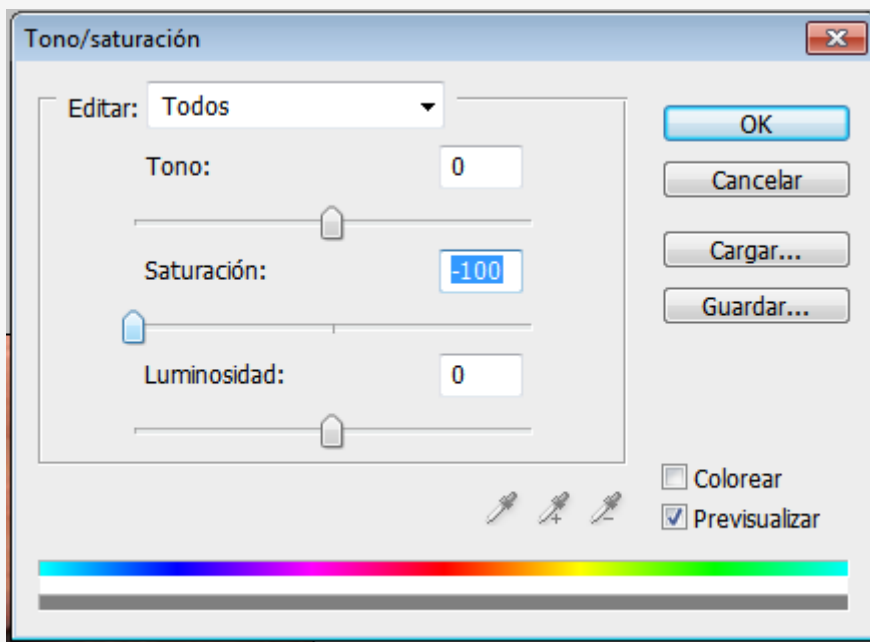 Tono/saturación
Editar: Todos
Tono: 0
Saturación: -100
Luminosidad: 0
OK
Cancelar
Cargar...
Guardar...
Colorear
Previsualizar